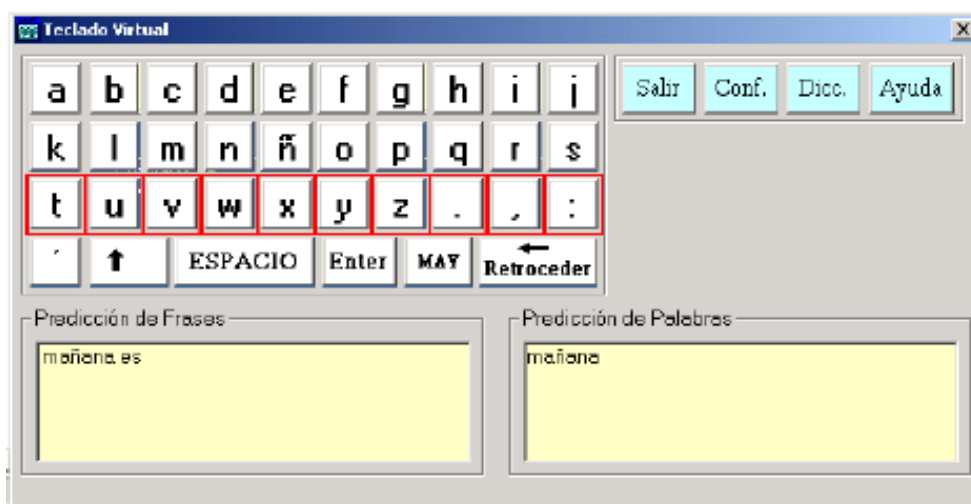 Teclado Virtual
a b c d e f g h i j
Salir Conf. Dicc. Ayuda
k l m n ñ o p q r s
t u v w x y z . , :
´ ESPACIO Enter MAY Retroceder
Predicción de Frases
mañana es
Predicción de Palabras
mañana